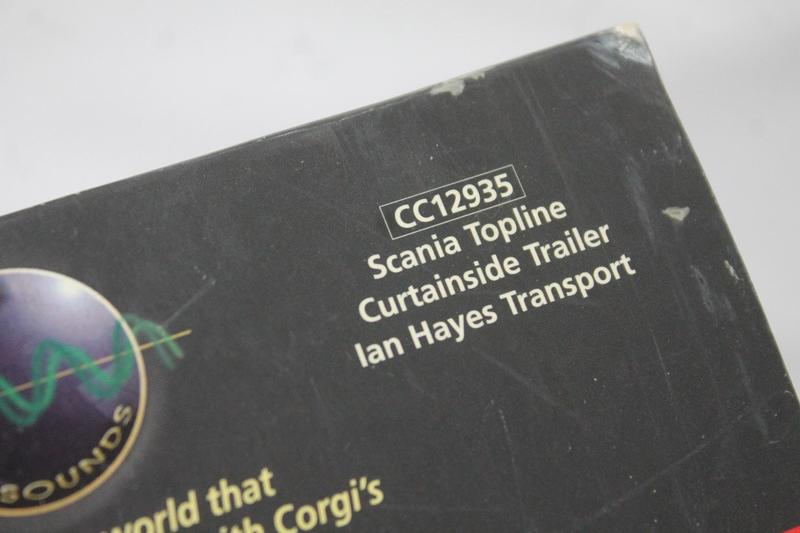 CC12935
Scania Topline
Curtainside Trailer
Ian Hayes Transport
SOUNDS
world that
with Corgi's